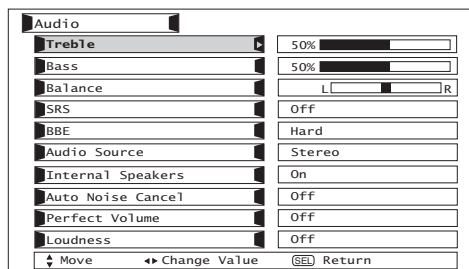 Audio
Treble 50%
Bass 50%
Balance L R
SRS Off
BBE Hard
Audio Source Stereo
Internal Speakers On
Auto Noise Cancel Off
Perfect Volume Off
Loudness Off
Move Change Value SEL Return